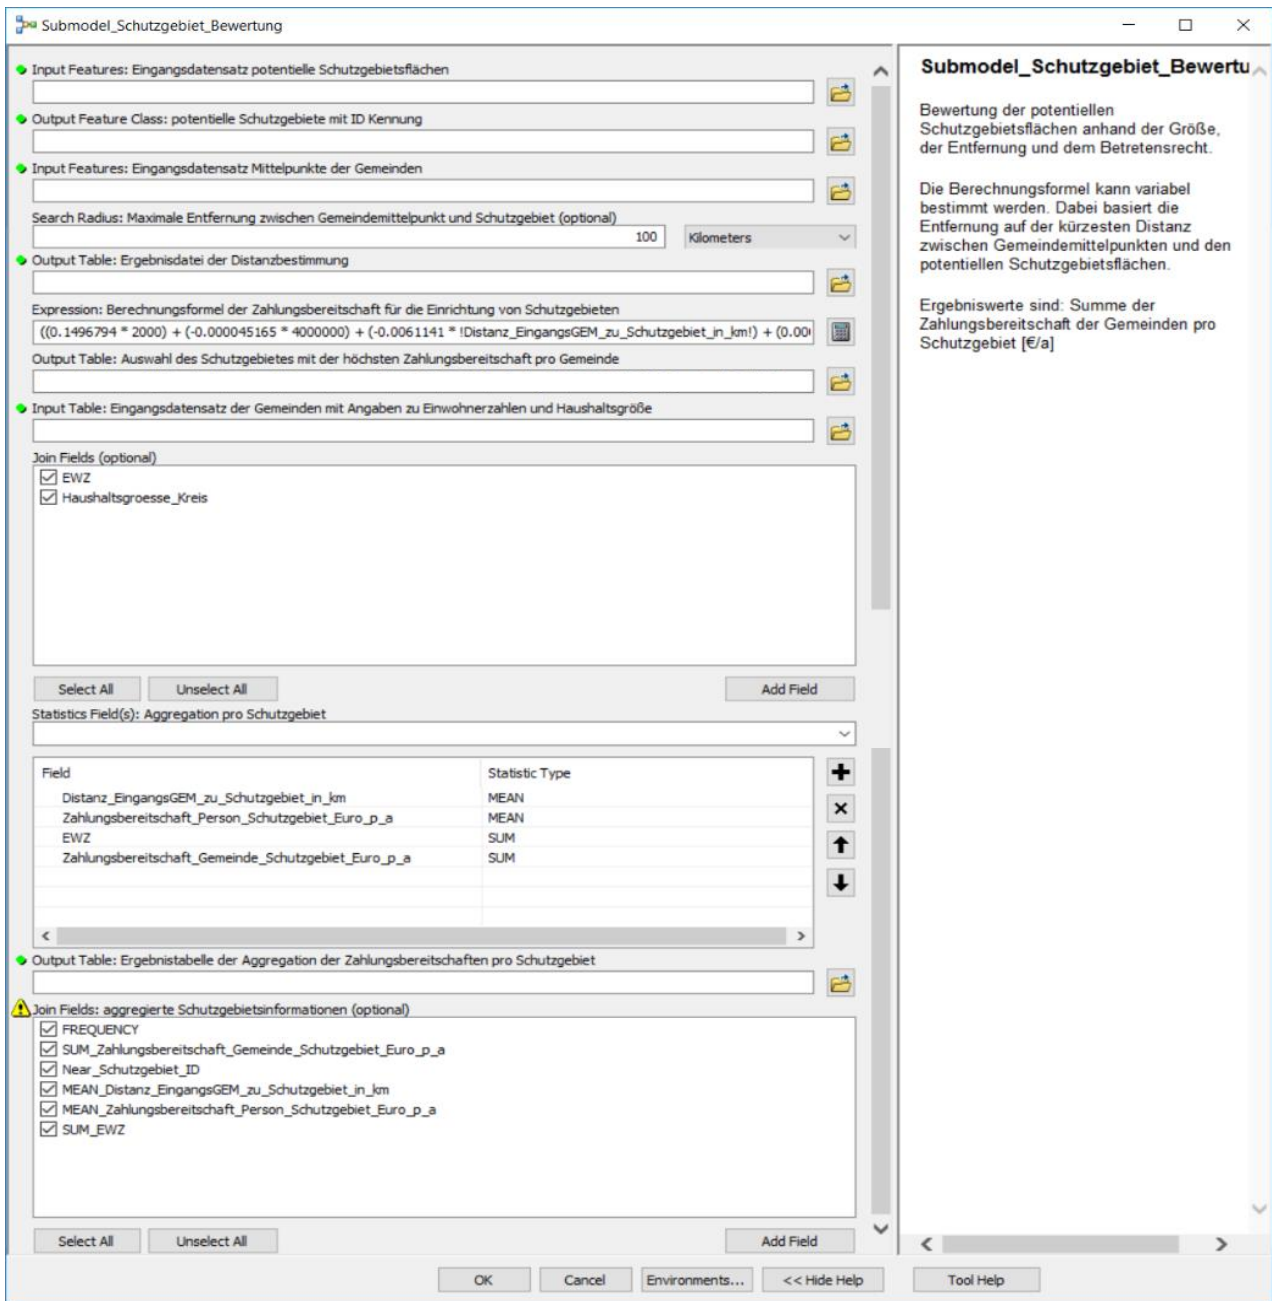 Submodel_Schutzgebiet_Bewertung
Input Features: Eingangsdatensatz potentielle Schutzgebietsflächen
Output Feature Class: potentielle Schutzgebiete mit ID Kennung
Input Features: Eingangsdatensatz Mittelpunkte der Gemeinden
Search Radius: Maximale Entfernung zwischen Gemeindemittelpunkt und Schutzgebiet (optional)
100 Kilometers
Output Table: Ergebnisdatei der Distanzbestimmung
Expression: Berechnungsformel der Zahlungsbereitschaft für die Einrichtung von Schutzgebieten
((0.1496794 * 2000) + (-0.000045165 * 4000000) + (-0.0061141 * !Distanz_EingangsGEM_zu_Schutzgebiet_in_km!) + (0.00
Output Table: Auswahl des Schutzgebietes mit der höchsten Zahlungsbereitschaft pro Gemeinde
Input Table: Eingangsdatensatz der Gemeinden mit Angaben zu Einwohnerzahlen und Haushaltsgröße
Join Fields (optional)
EWZ
Haushaltsgroesse_Kreis
Select All Unselect All Add Field
Statistics Field(s): Aggregation pro Schutzgebiet
Field Statistic Type
Distanz_EingangsGEM_zu_Schutzgebiet_in_km MEAN
Zahlungsbereitschaft_Person_Schutzgebiet_Euro_p_a MEAN
EWZ SUM
Zahlungsbereitschaft_Gemeinde_Schutzgebiet_Euro_p_a SUM
Output Table: Ergebnistabelle der Aggregation der Zahlungsbereitschaften pro Schutzgebiet
Join Fields: aggregierte Schutzgebietsinformationen (optional)
FREQUENCY
SUM_Zahlungsbereitschaft_Gemeinde_Schutzgebiet_Euro_p_a
Near_Schutzgebiet_ID
MEAN_Distanz_EingangsGEM_zu_Schutzgebiet_in_km
MEAN_Zahlungsbereitschaft_Person_Schutzgebiet_Euro_p_a
SUM_EWZ
Select All Unselect All Add Field
OK Cancel Environments... << Hide Help Tool Help
Submodel_Schutzgebiet_Bewertu
Bewertung der potentiellen
Schutzgebietsflächen anhand der Größe,
der Entfernung und dem Betretensrecht.
Die Berechnungsformel kann variabel
bestimmt werden. Dabei basiert die
Entfernung auf der kürzesten Distanz
zwischen Gemeindemittelpunkten und den
potentiellen Schutzgebietsflächen.
Ergebniswerte sind: Summe der
Zahlungsbereitschaft der Gemeinden pro
Schutzgebiet [€/a]